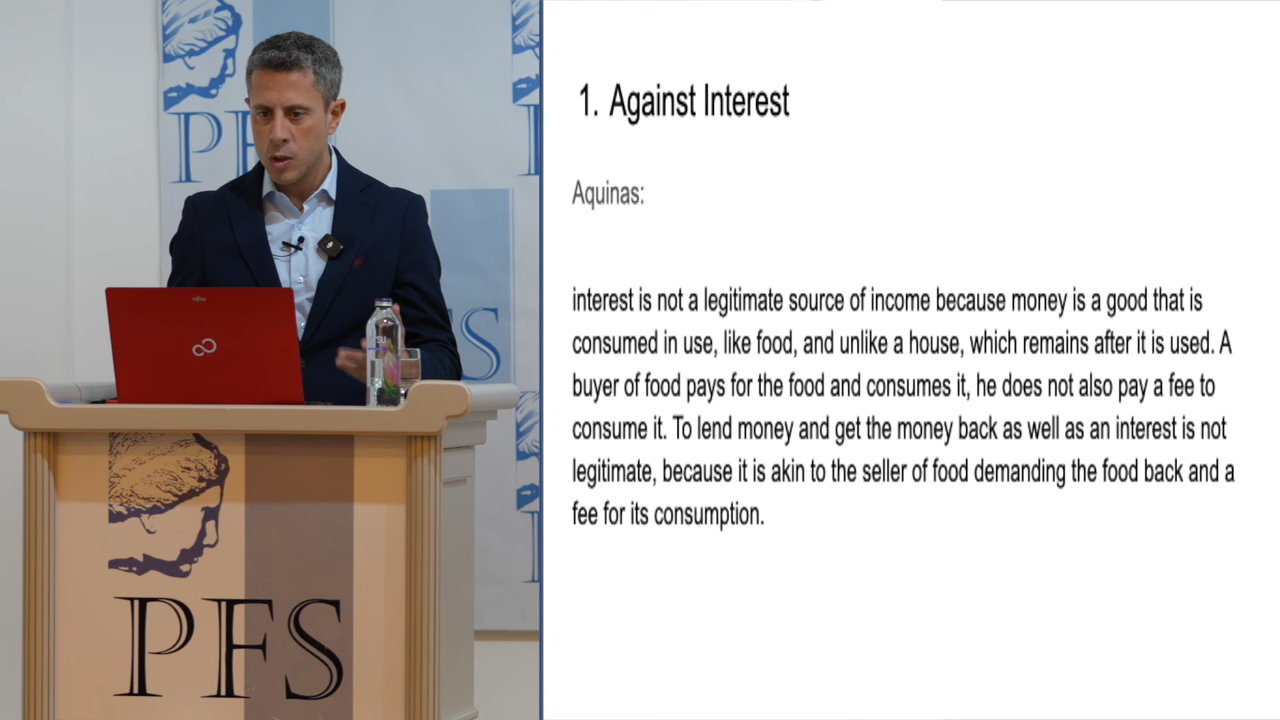 PFS
PFS
1. Against Interest
Aquinas:
interest is not a legitimate source of income because money is a good that is
consumed in use, like food, and unlike a house, which remains after it is used. A
buyer of food pays for the food and consumes it, he does not also pay a fee to
consume it. To lend money and get the money back as well as an interest is not
legitimate, because it is akin to the seller of food demanding the food back and a
fee for its consumption.